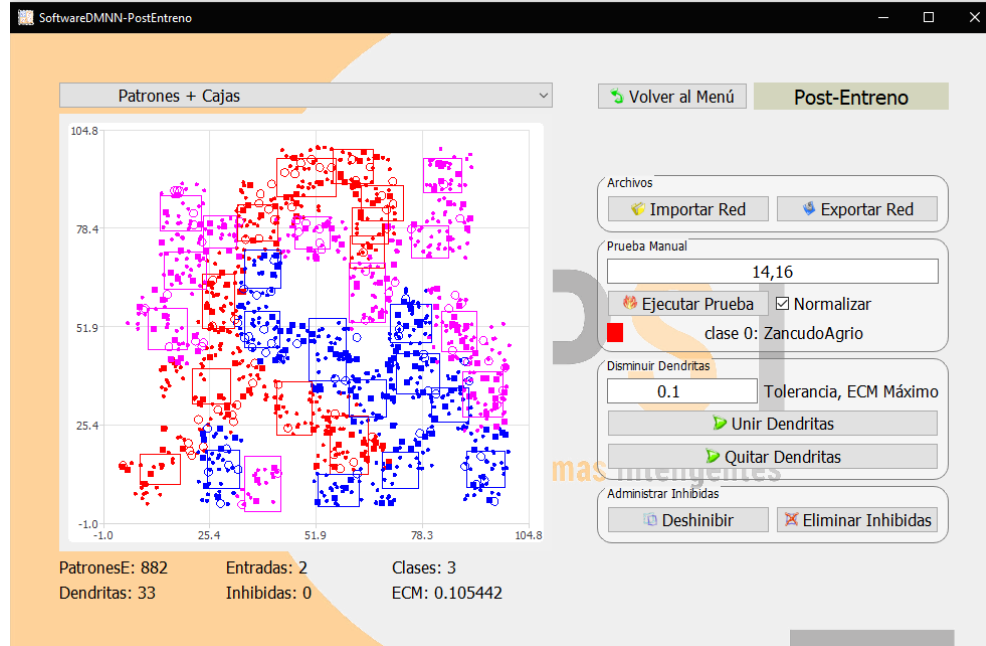 SoftwareDMNN-PostEntreno
Patrones + Cajas
Volver al Menú
Post-Entreno
104.8
78.4
51.9
25.4
-1.0
-1.0
25.4
51.9
78.3
104.8
PatronesE: 882
Entradas: 2
Clases: 3
Dendritas: 33
Inhibidas: 0
ECM: 0.105442
Archivos
Importar Red
Exportar Red
Prueba Manual
14,16
Ejecutar Prueba
Normalizar
clase 0: ZancudoAgrio
Disminuir Dendritas
0.1
Tolerancia, ECM Máximo
Unir Dendritas
Quitar Dendritas
mas Inteligentes
Administrar Inhibidas
Deshinibir
Eliminar Inhibidas